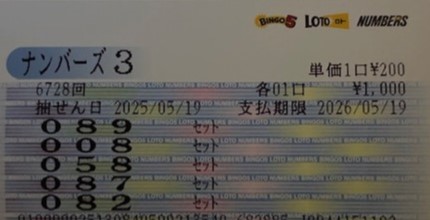 BINGO5 LOTO ロト NUMBERS
ナンバーズ3
単価1口¥200
6728回 各01口 ¥1,000
抽せん日 2025/05/19 支払期限 2026/05/19
089 セット
008 セット
058 セット
087 セット
082 セット